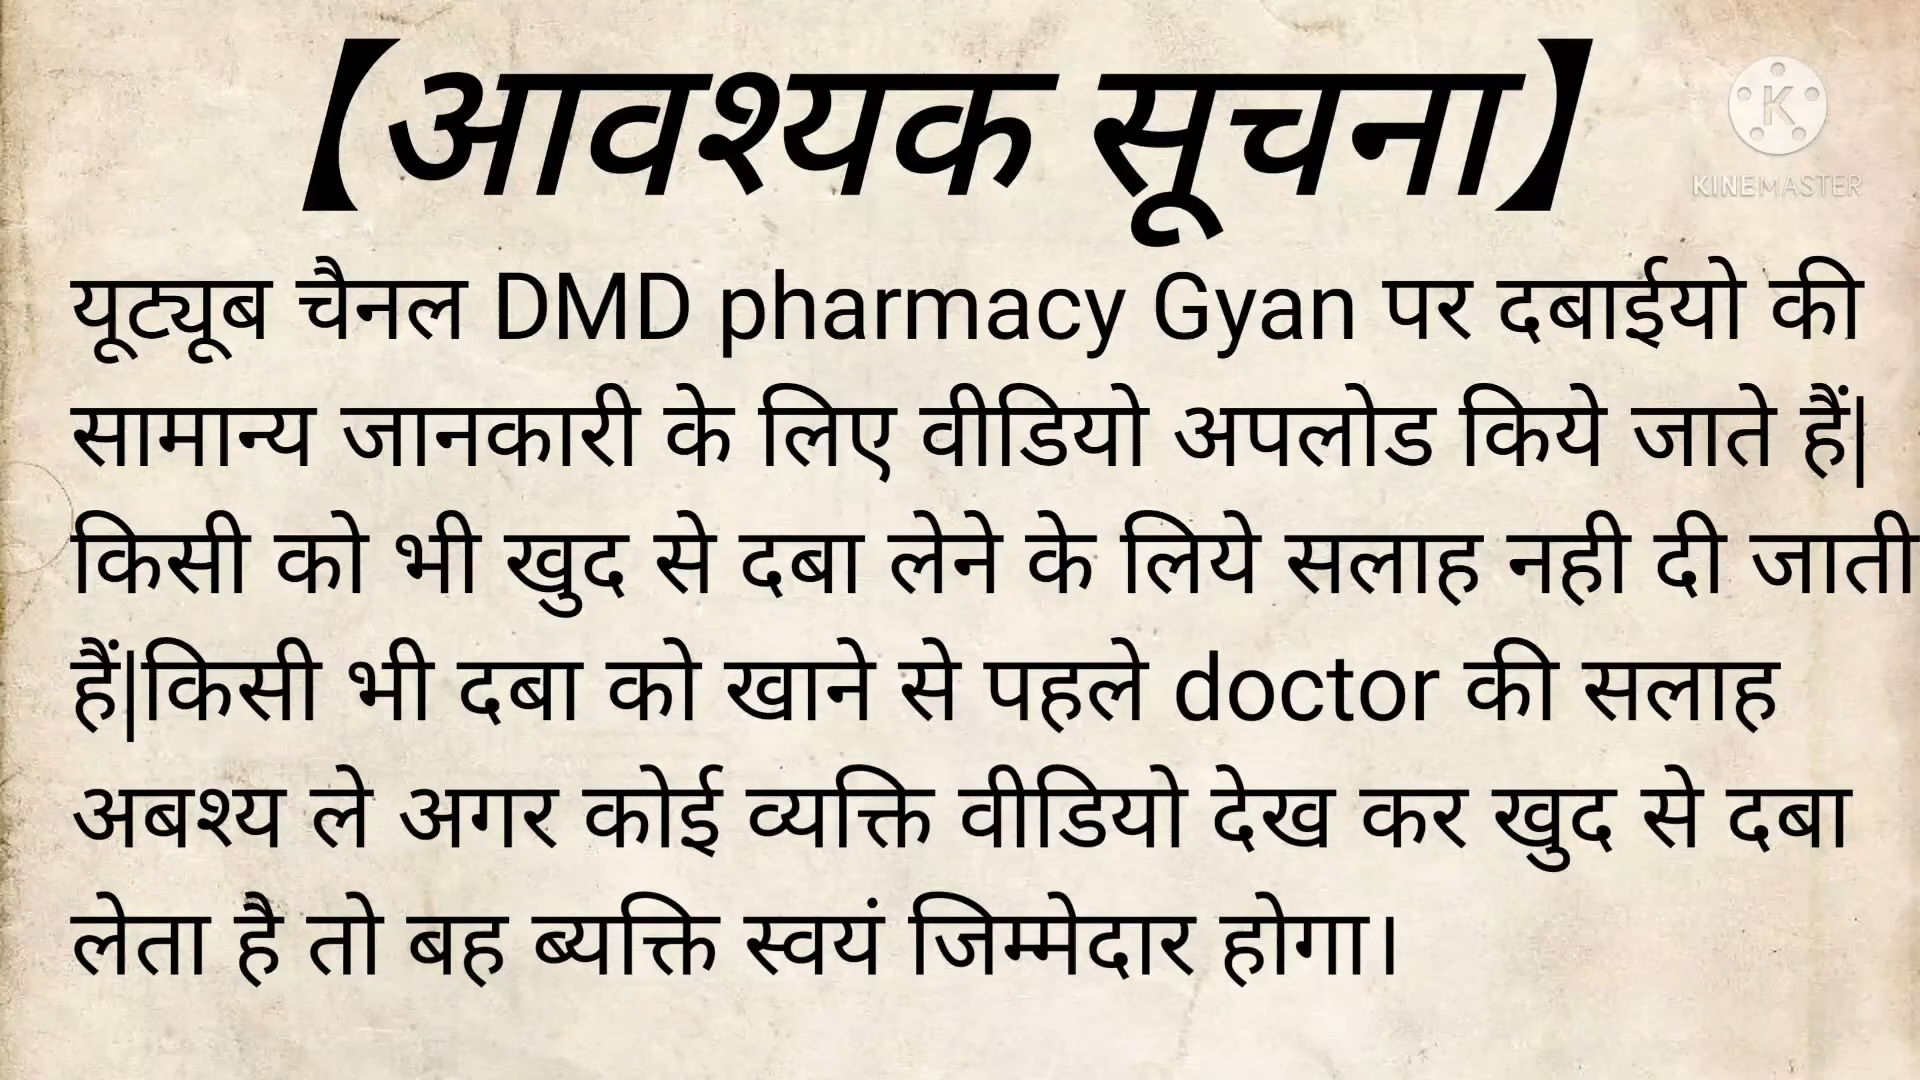 【आवश्यक सूचना】
KINEMASTER
यूट्यूब चैनल DMD pharmacy Gyan पर दबाईयो की
सामान्य जानकारी के लिए वीडियो अपलोड किये जाते हैं|
किसी को भी खुद से दबा लेने के लिये सलाह नही दी जाती
हैं|किसी भी दबा को खाने से पहले doctor की सलाह
अबश्य ले अगर कोई व्यक्ति वीडियो देख कर खुद से दबा
लेता है तो बह ब्यक्ति स्वयं जिम्मेदार होगा।